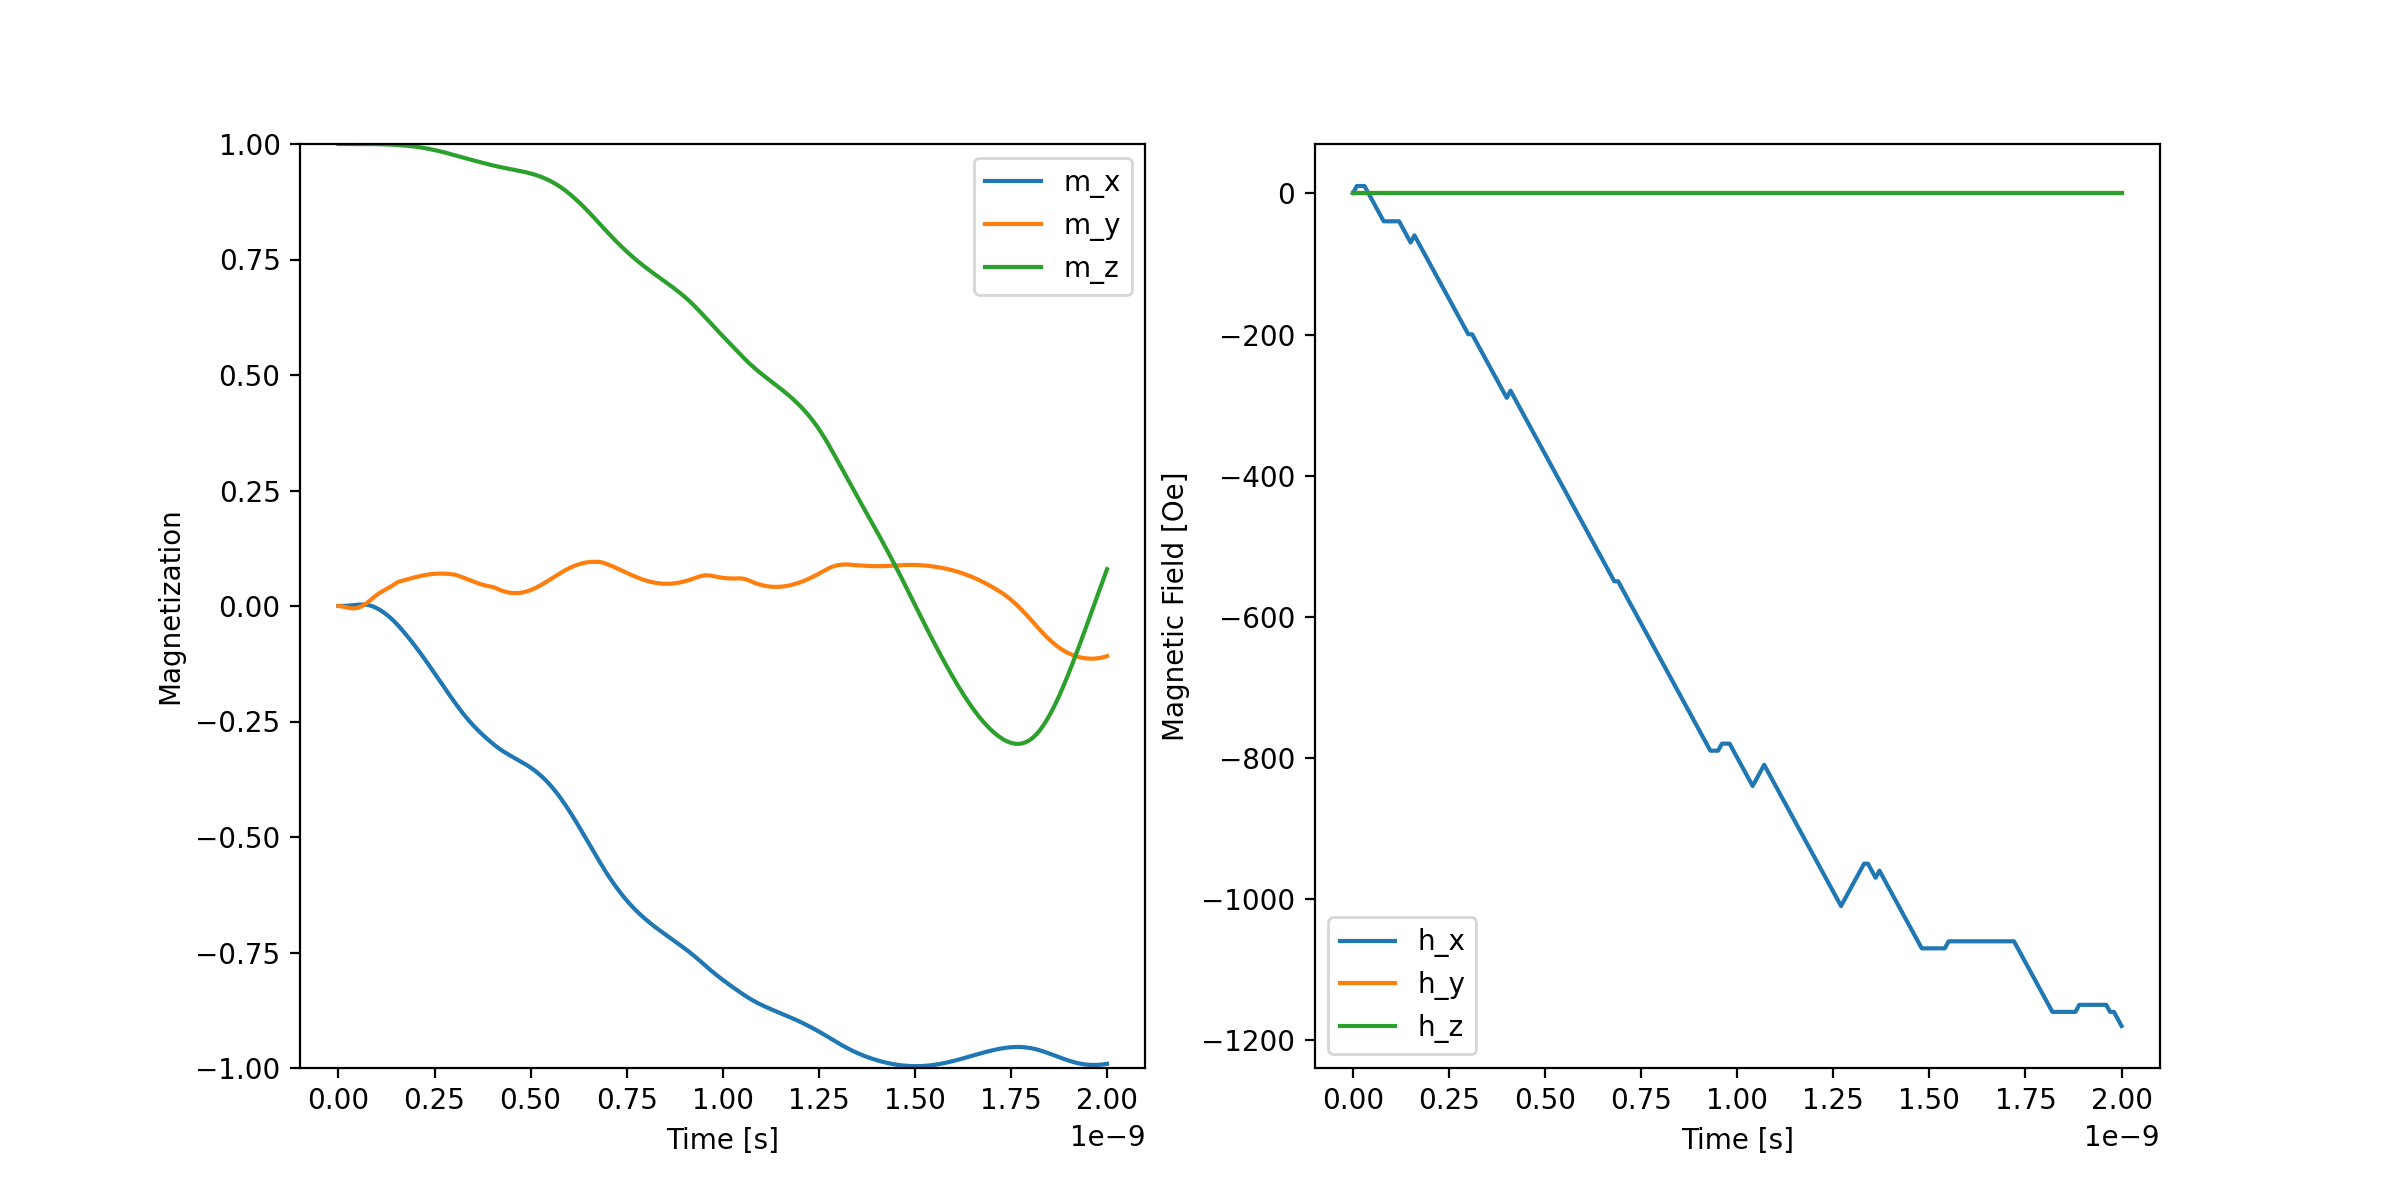 Magnetization
1.00
0.75
0.50
0.25
0.00
−0.25
−0.50
−0.75
−1.00
m_x
m_y
m_z
0.00 0.25 0.50 0.75 1.00 1.25 1.50 1.75 2.00
Time [s]
1e−9
Magnetic Field [Oe]
0
−200
−400
−600
−800
−1000
−1200
h_x
h_y
h_z
0.00 0.25 0.50 0.75 1.00 1.25 1.50 1.75 2.00
Time [s]
1e−9